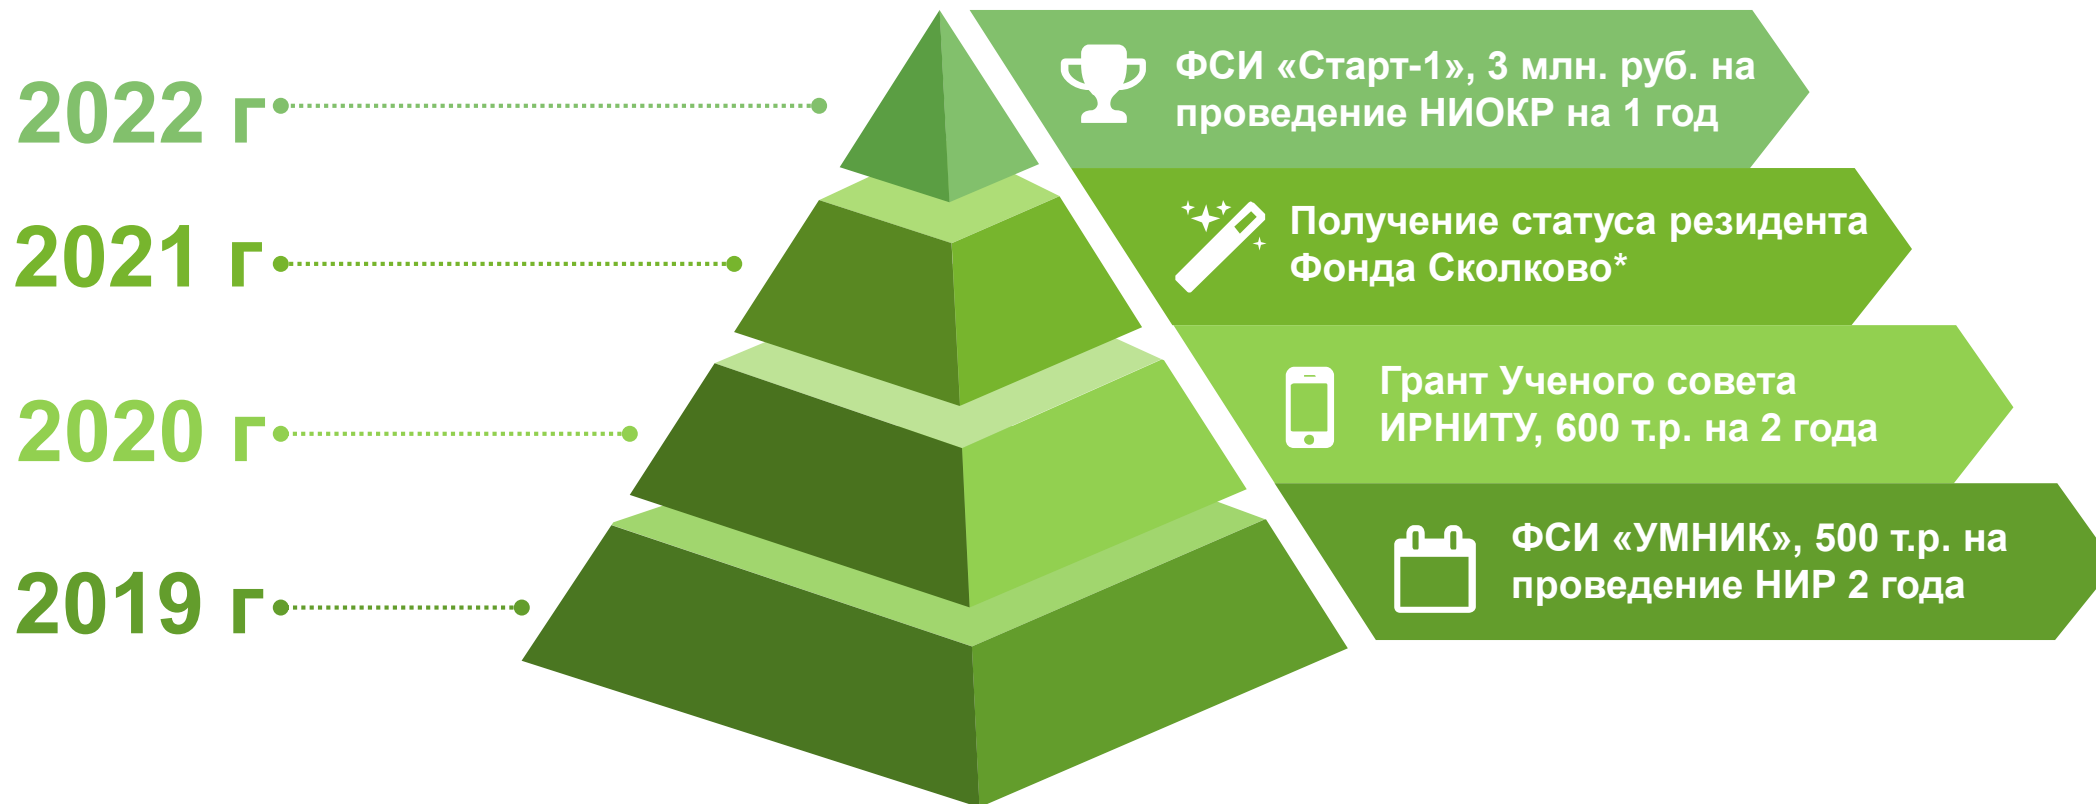 2022 г
ФСИ «Старт-1», 3 млн. руб. на
проведение НИОКР на 1 год
2021 г
Получение статуса резидента
Фонда Сколково*
2020 г
Грант Ученого совета
ИРНИТУ, 600 т.р. на 2 года
2019 г
ФСИ «УМНИК», 500 т.р. на
проведение НИР 2 года